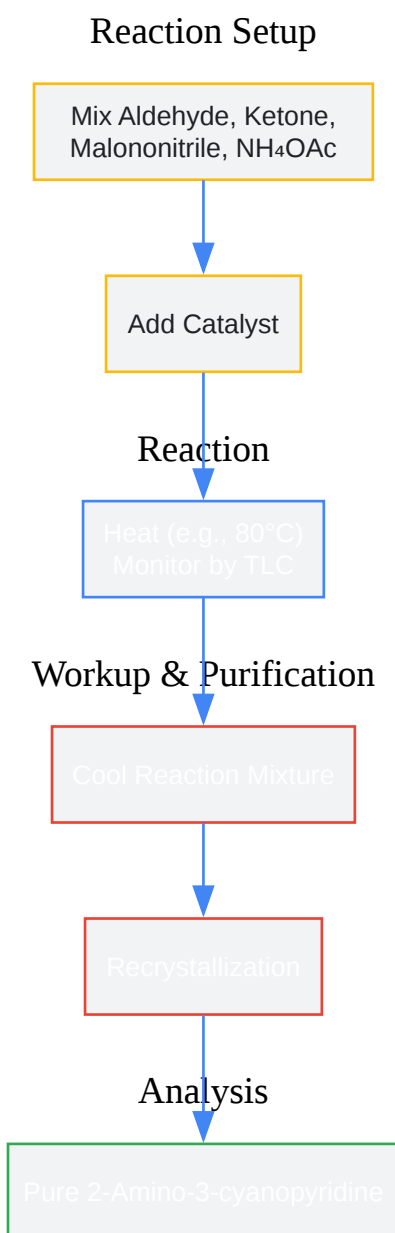 Reaction Setup
Mix Aldehyde, Ketone,
Malononitrile, NH₄OAc
Add Catalyst
Reaction
Heat (e.g., 80°C)
Monitor by TLC
Workup & Purification
Cool Reaction Mixture
Recrystallization
Analysis
Pure 2-Amino-3-cyanopyridine